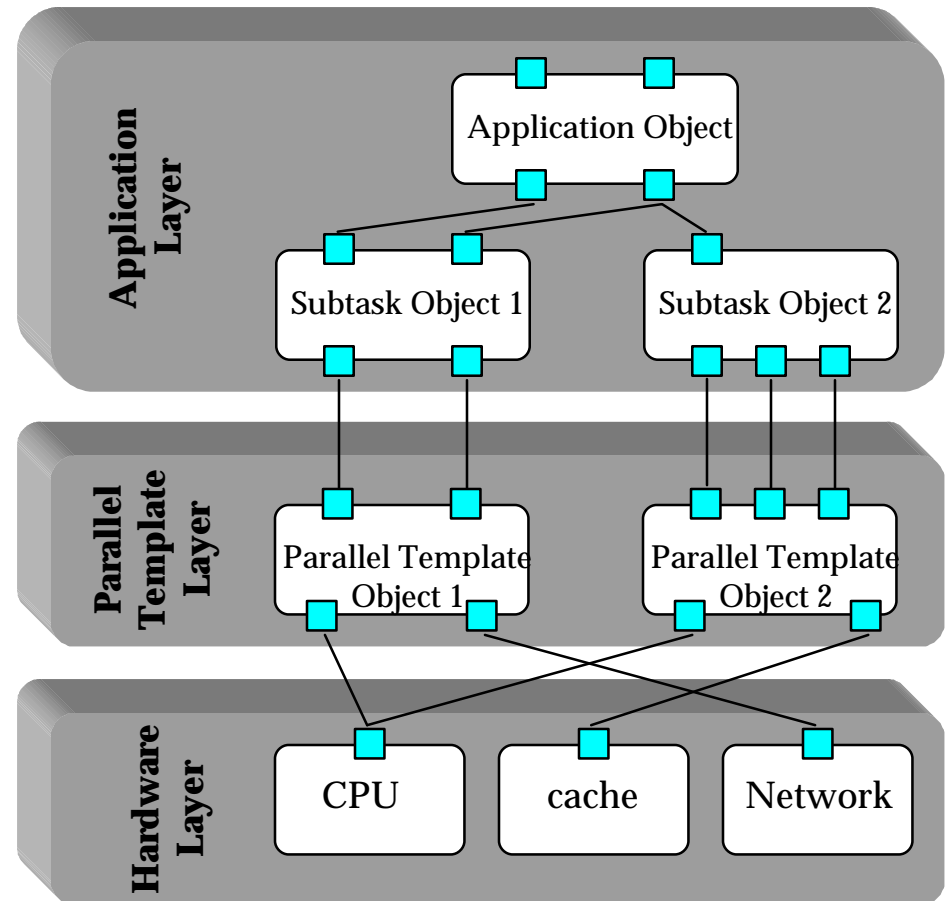 Application
Layer
Application Object
Subtask Object 1
Subtask Object 2
Parallel
Template
Layer
Parallel Template
Object 1
Parallel Template
Object 2
Hardware
Layer
CPU
cache
Network